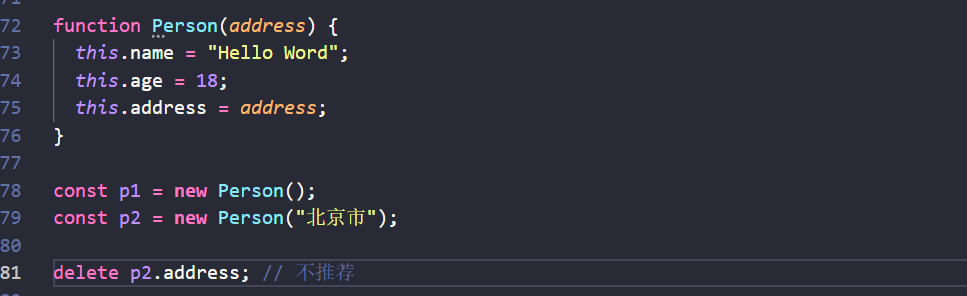 72 function Person(address) {
73 this.name = "Hello Word";
74 this.age = 18;
75 this.address = address;
76 }
77
78 const p1 = new Person();
79 const p2 = new Person("北京市");
80
81 delete p2.address; // 不推荐